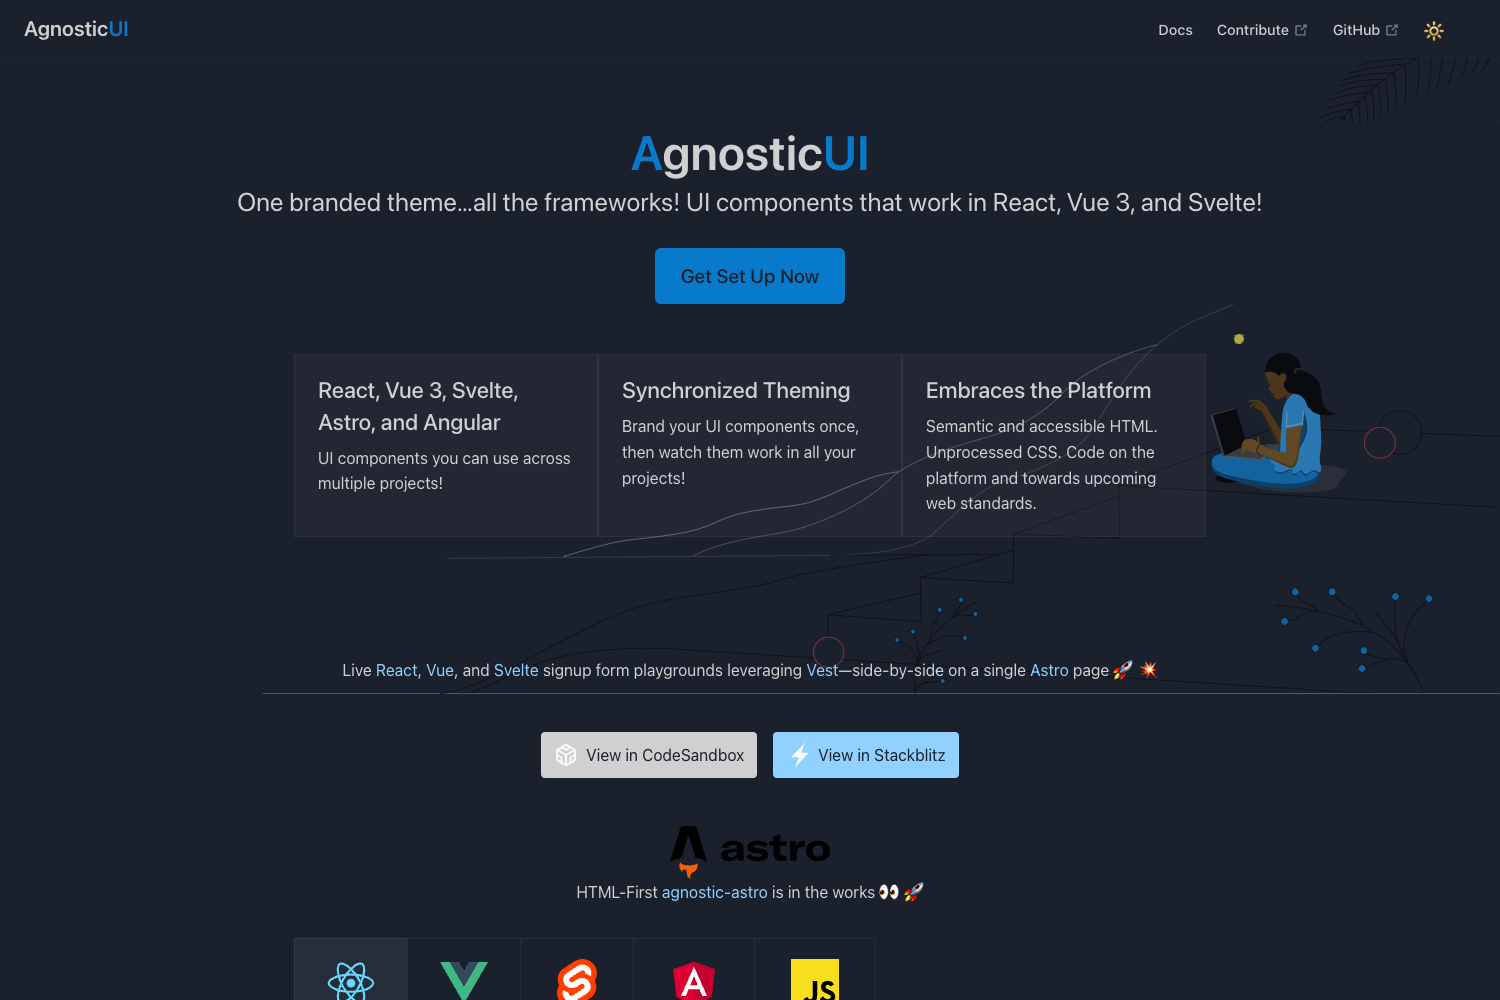 AgnosticUI
Docs
Contribute
GitHub
AgnosticUI
One branded theme...all the frameworks! UI components that work in React, Vue 3, and Svelte!
Get Set Up Now
React, Vue 3, Svelte,
Astro, and Angular
UI components you can use across
multiple projects!
Synchronized Theming
Brand your UI components once,
then watch them work in all your
projects!
Embraces the Platform
Semantic and accessible HTML.
Unprocessed CSS. Code on the
platform and towards upcoming
web standards.
Live React, Vue, and Svelte signup form playgrounds leveraging Vest—side-by-side on a single Astro page 🚀 💥
View in CodeSandbox
View in Stackblitz
astro
HTML-First agnostic-astro is in the works 👀 🚀
JS